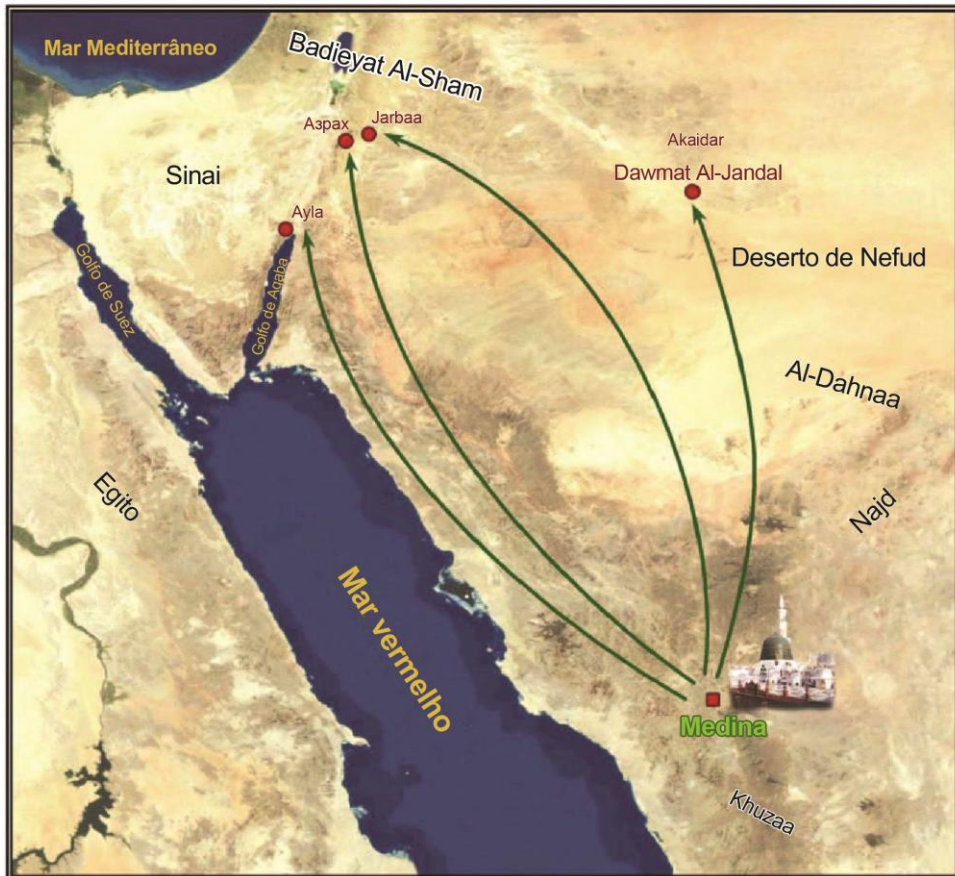 Mar Mediterrâneo
Badieyat Al-Sham
Азрах
Jarbaa
Akaidar
Dawmat Al-Jandal
Sinai
Ayla
Deserto de Nefud
Golfo de Suez
Golfo de Aqaba
Al-Dahnaa
Egito
Najd
Mar vermelho
Medina
Khuzaa